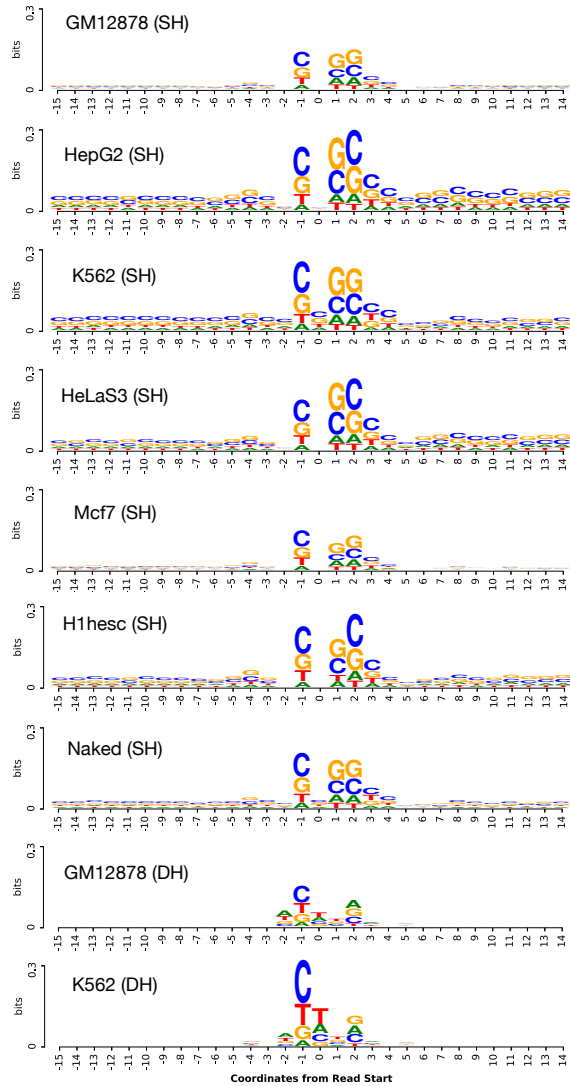 0.3
GM12878 (SH)
bits
0
-15 -14 -13 -12 -11 -10 -9 -8 -7 -6 -5 -4 -3 -2 -1 0 1 2 3 4 5 6 7 8 9 10 11 12 13 14
0.3
HepG2 (SH)
bits
0
-15 -14 -13 -12 -11 -10 -9 -8 -7 -6 -5 -4 -3 -2 -1 0 1 2 3 4 5 6 7 8 9 10 11 12 13 14
0.3
K562 (SH)
bits
0
-15 -14 -13 -12 -11 -10 -9 -8 -7 -6 -5 -4 -3 -2 -1 0 1 2 3 4 5 6 7 8 9 10 11 12 13 14
0.3
HeLaS3 (SH)
bits
0
-15 -14 -13 -12 -11 -10 -9 -8 -7 -6 -5 -4 -3 -2 -1 0 1 2 3 4 5 6 7 8 9 10 11 12 13 14
0.3
Mcf7 (SH)
bits
0
-15 -14 -13 -12 -11 -10 -9 -8 -7 -6 -5 -4 -3 -2 -1 0 1 2 3 4 5 6 7 8 9 10 11 12 13 14
0.3
H1hesc (SH)
bits
0
-15 -14 -13 -12 -11 -10 -9 -8 -7 -6 -5 -4 -3 -2 -1 0 1 2 3 4 5 6 7 8 9 10 11 12 13 14
0.3
Naked (SH)
bits
0
-15 -14 -13 -12 -11 -10 -9 -8 -7 -6 -5 -4 -3 -2 -1 0 1 2 3 4 5 6 7 8 9 10 11 12 13 14
0.3
GM12878 (DH)
bits
0
-15 -14 -13 -12 -11 -10 -9 -8 -7 -6 -5 -4 -3 -2 -1 0 1 2 3 4 5 6 7 8 9 10 11 12 13 14
0.3
K562 (DH)
bits
0
-15 -14 -13 -12 -11 -10 -9 -8 -7 -6 -5 -4 -3 -2 -1 0 1 2 3 4 5 6 7 8 9 10 11 12 13 14
Coordinates from Read Start